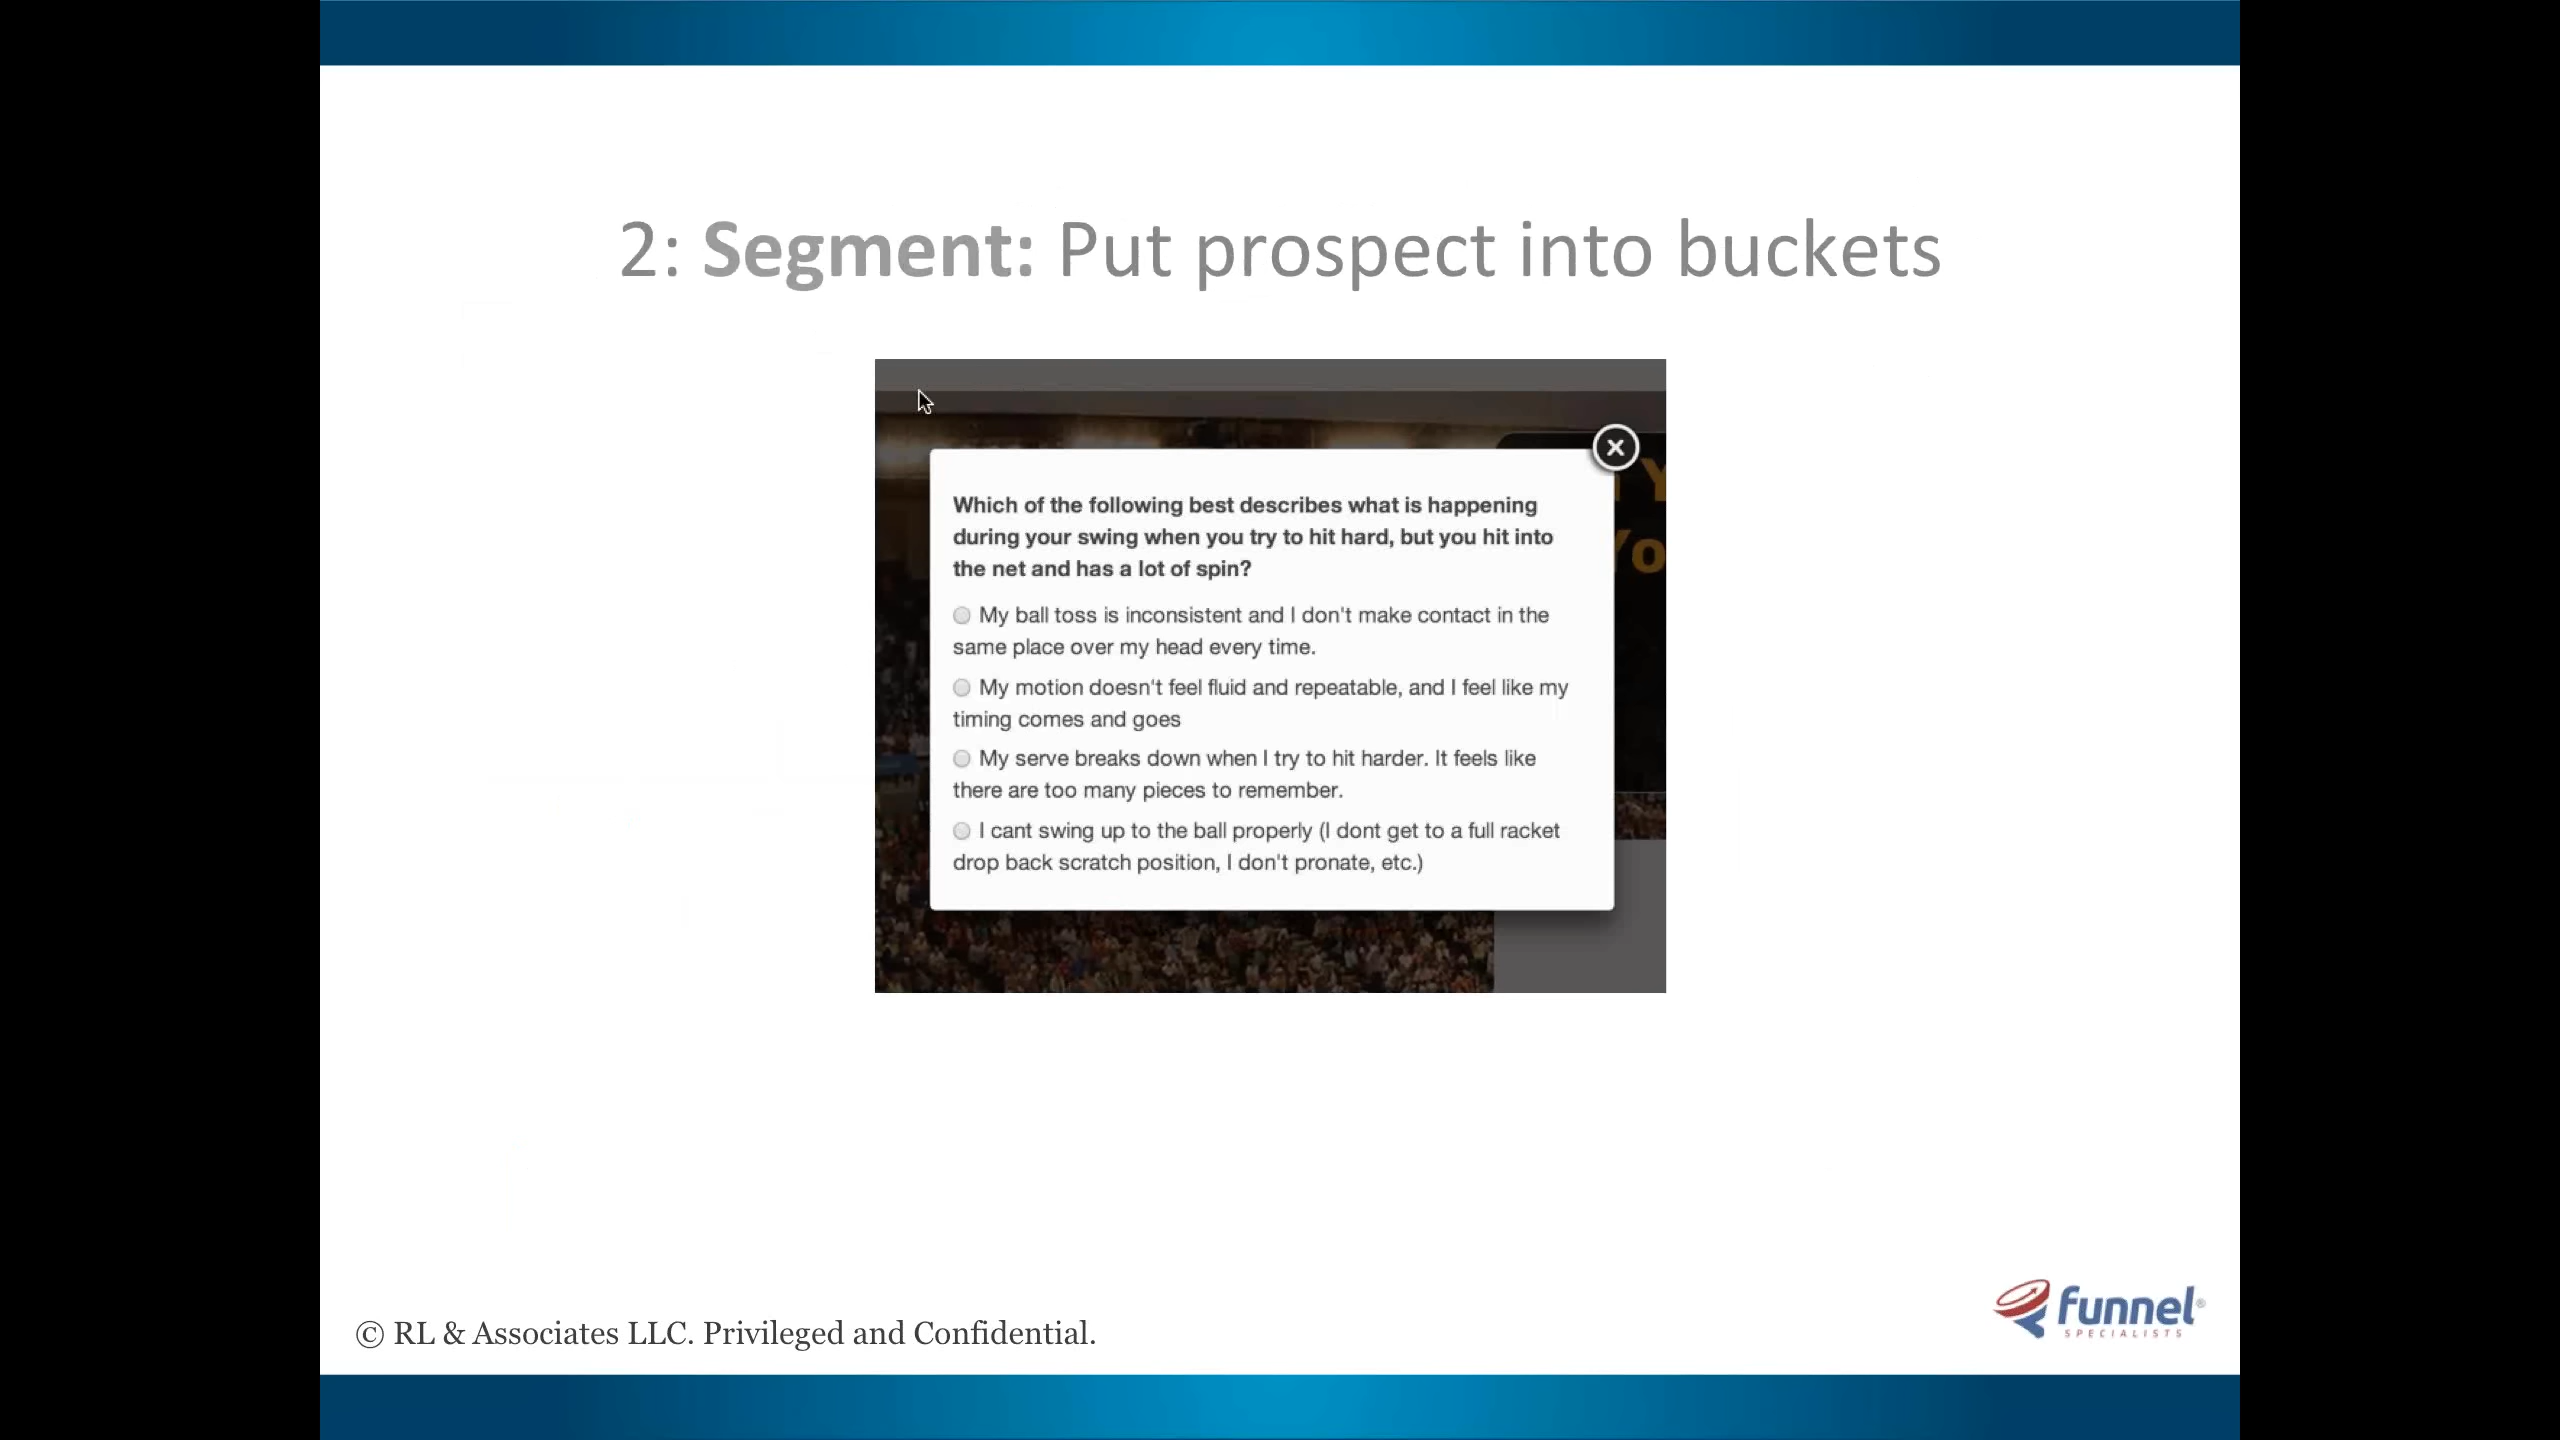 2: Segment: Put prospect into buckets
Which of the following best describes what is happening
during your swing when you try to hit hard, but you hit into
the net and has a lot of spin?
My ball toss is inconsistent and I don't make contact in the
same place over my head every time.
My motion doesn't feel fluid and repeatable, and I feel like my
timing comes and goes
My serve breaks down when I try to hit harder. It feels like
there are too many pieces to remember.
I cant swing up to the ball properly (I dont get to a full racket
drop back scratch position, I don't pronate, etc.)
© RL & Associates LLC. Privileged and Confidential.
funnel®
SPECIALISTS